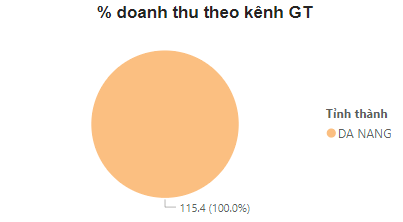 % doanh thu theo kênh GT
Tỉnh thành
DA NANG
115.4 (100.0%)